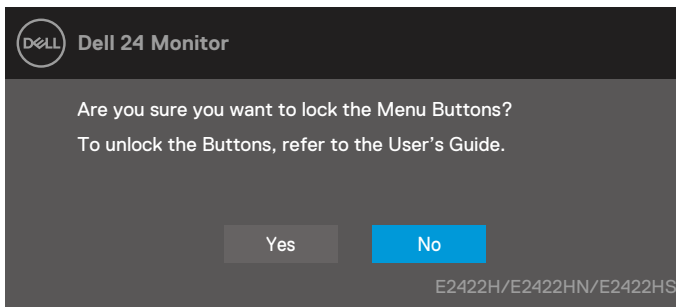 DELL Dell 24 Monitor
Are you sure you want to lock the Menu Buttons?
To unlock the Buttons, refer to the User’s Guide.
Yes No
E2422H/E2422HN/E2422HS